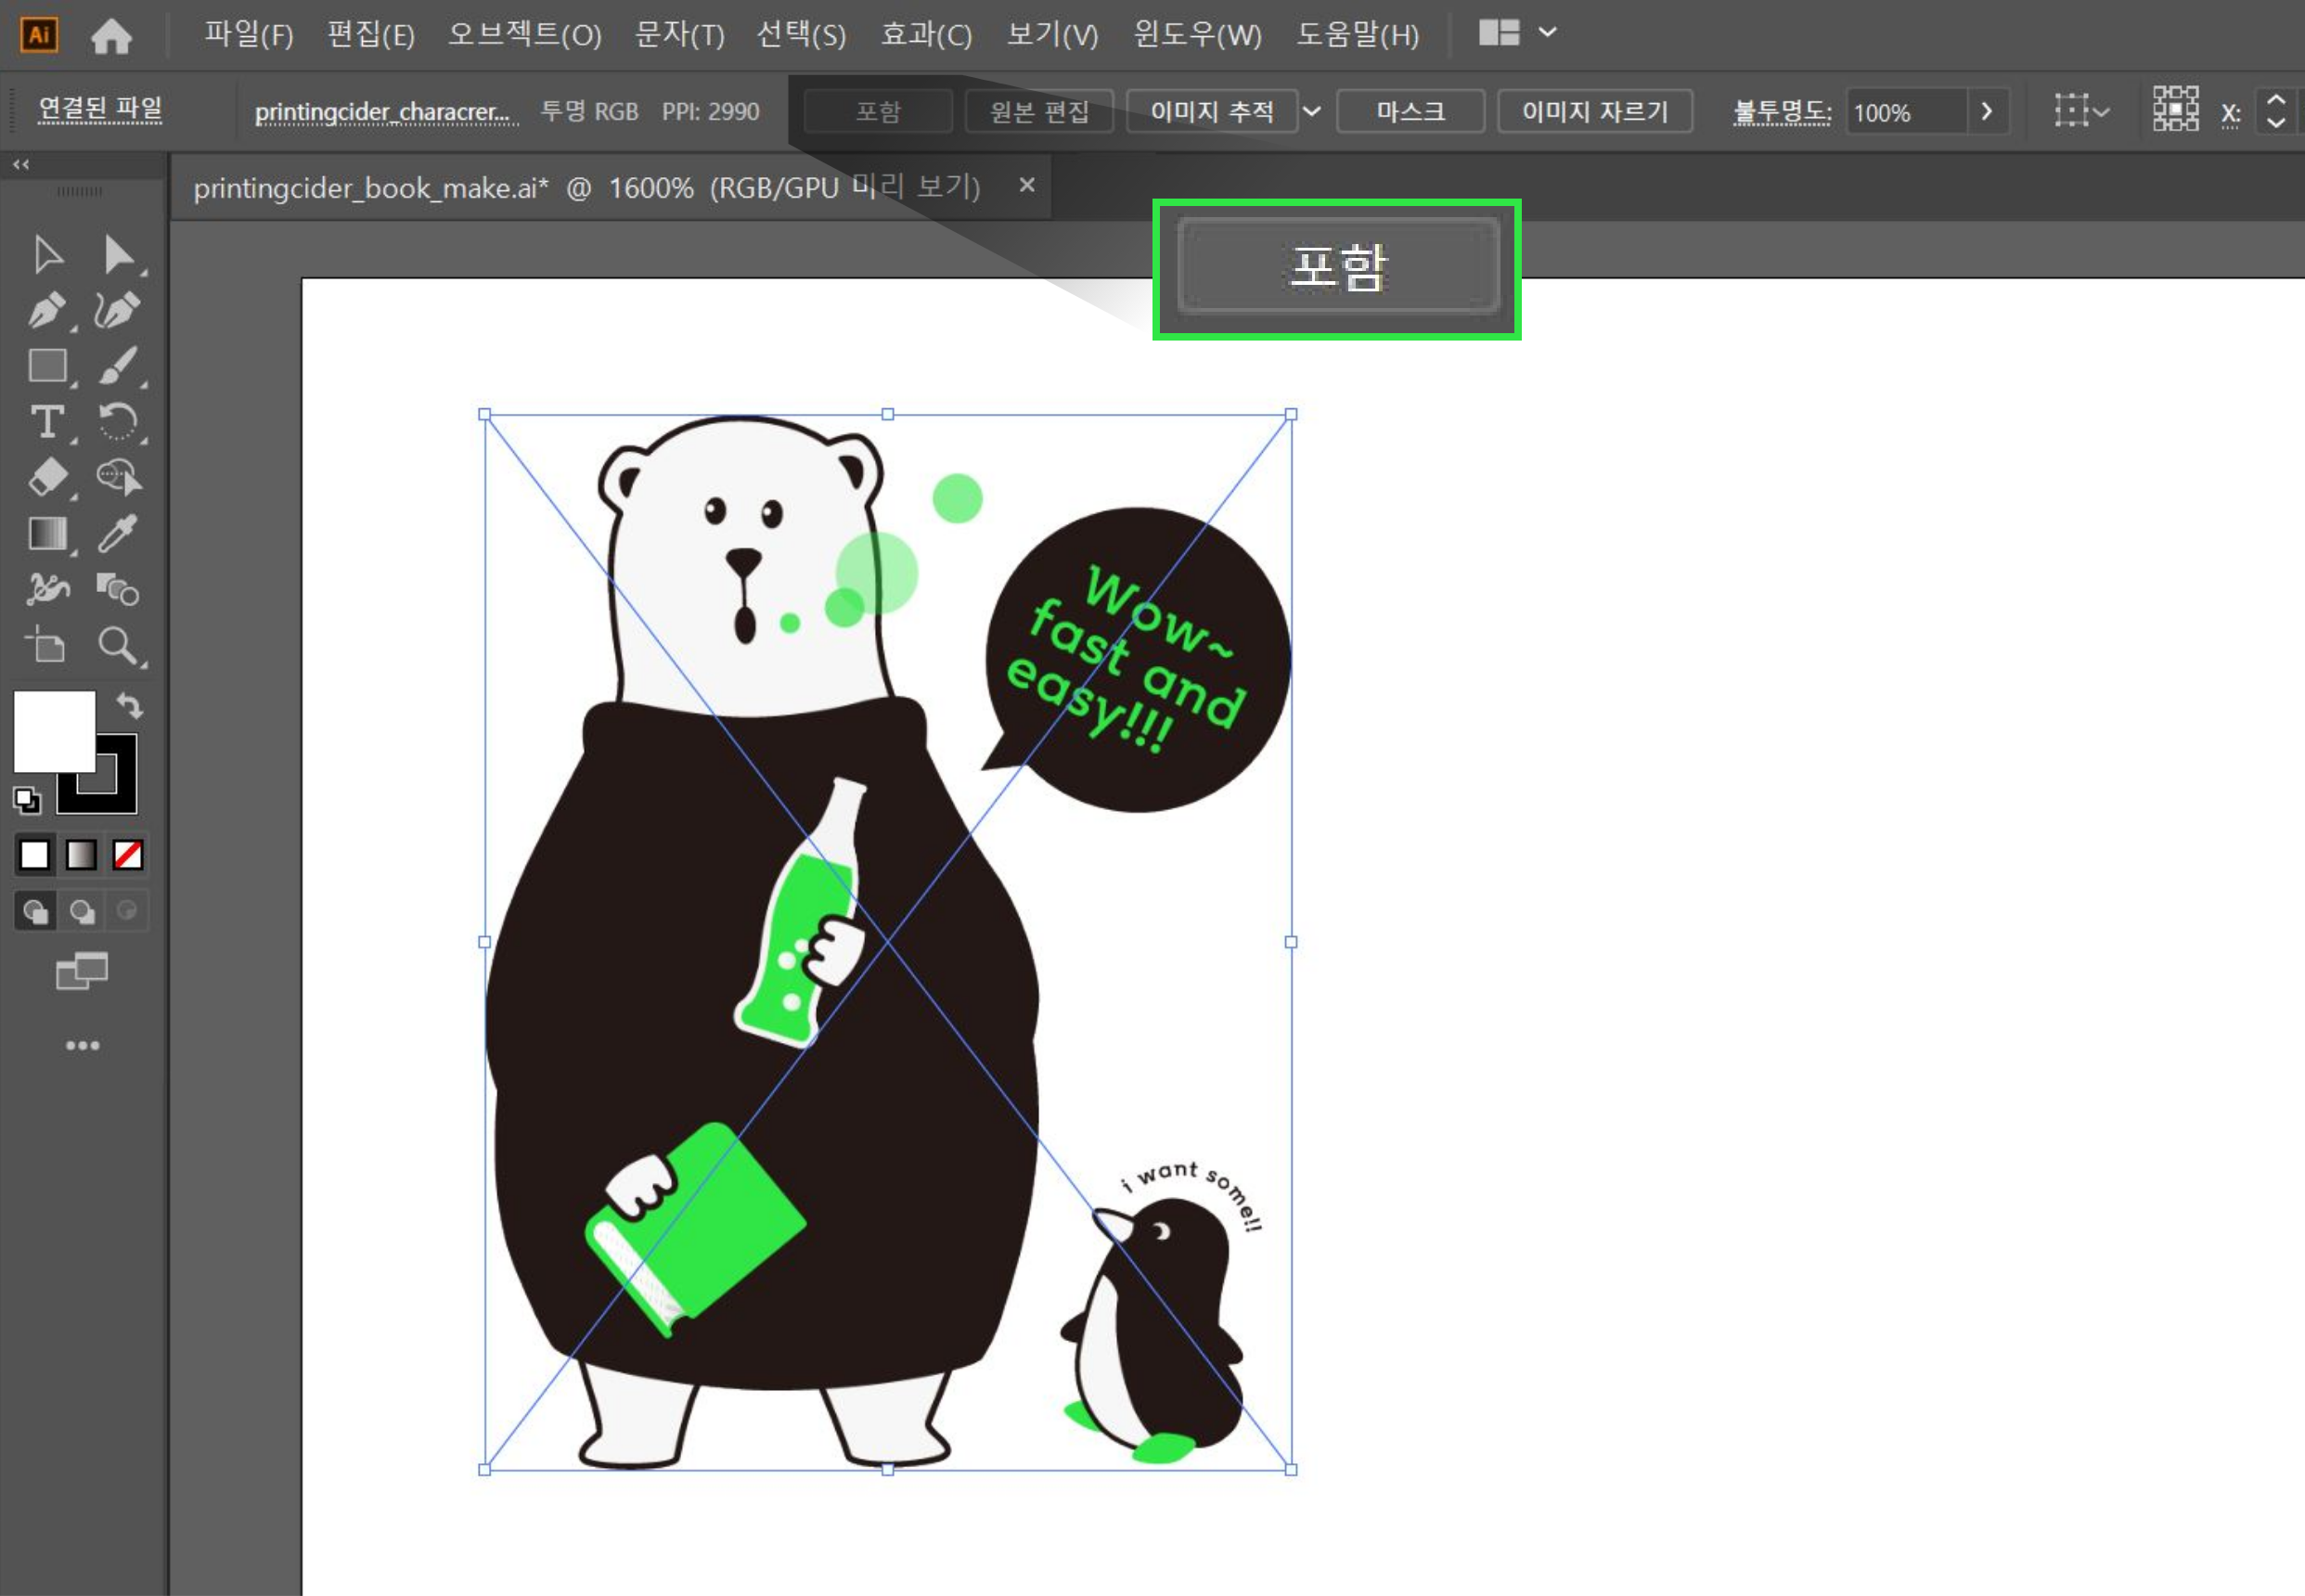 Ai 파일(F) 편집(E) 오브젝트(O) 문자(T) 선택(S) 효과(C) 보기(V) 윈도우(W) 도움말(H)
연결된 파일 printingcider_characrer... 투명 RGB PPI: 2990 포함 원본 편집 이미지 추적 마스크 이미지 자르기 불투명도: 100% X:
printingcider_book_make.ai* @ 1600% (RGB/GPU 미리 보기) ×
포함
Wow~
fast and
easy!!!
i want some!!